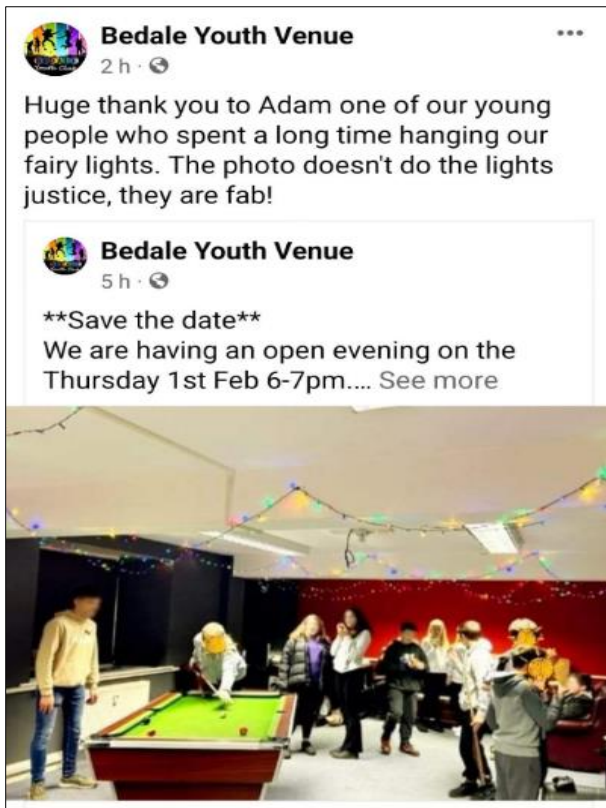 Bedale Youth Venue
2 h ·
Huge thank you to Adam one of our young
people who spent a long time hanging our
fairy lights. The photo doesn't do the lights
justice, they are fab!
Bedale Youth Venue
5 h ·
**Save the date**
We are having an open evening on the
Thursday 1st Feb 6-7pm.... See more